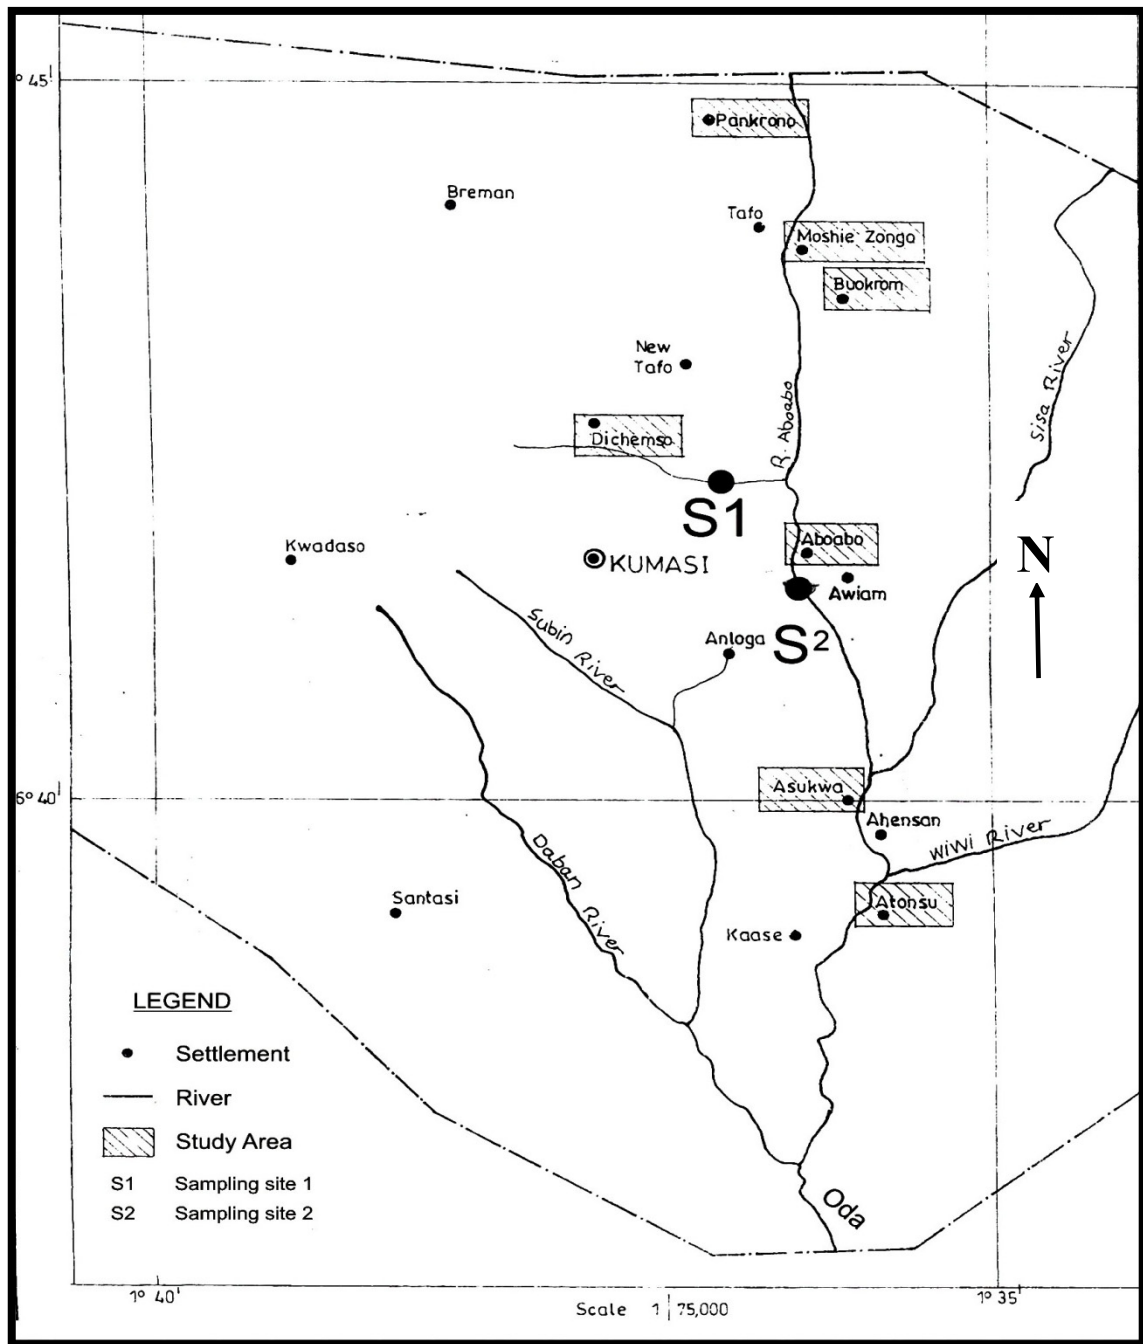 ° 45'
Pankrono
Breman
Tafo
Moshie Zongo
Buokrom
New
Tafo
R. Aboabo
Sisa River
Dichemso
S1
Kwadaso
KUMASI
Aboabo
N
Awiam
Subin River
Anloga
S2
6° 40'
Asukwa
Ahensan
Wiwi River
Daban River
Santasi
Atonsu
Kaase
LEGEND
Settlement
River
Study Area
S1 Sampling site 1
S2 Sampling site 2
Oda
1° 40'
Scale 1 | 75,000
1° 35'